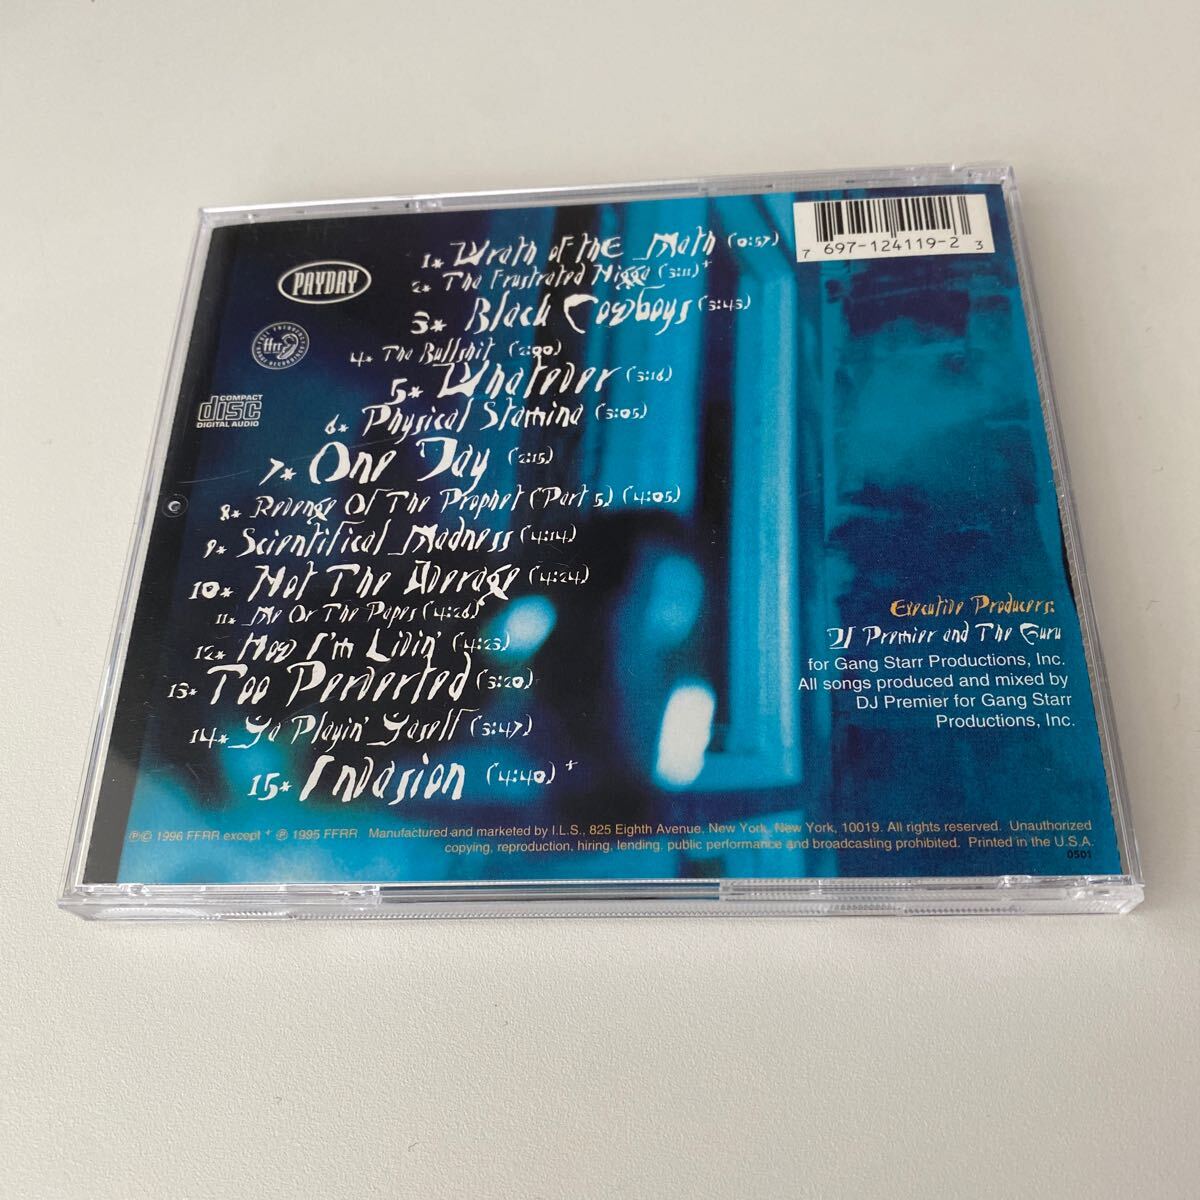 7 697-124119-2 3
1* Wrath of thE Math (0:57)
PAYDAY
2* Tha Frustrated Nigga (3:11)+
3* Black Cowboys (3:43)
ffrr
4* Tha Bullshit (2:00)
5* Whatever (3:16)
COMPACT
disc
DIGITAL AUDIO
6* Physical Stamina (3:05)
7* One Day (2:15)
8* Revenge Of The Prophet (Part 5) (4:05)
9* Scientifical Madness (4:14)
10* Not The Average (4:24)
11* Me Or The Papes (4:26)
12* How I'm Livin' (4:23)
13* Too Perverted (3:20)
14* Ya Playin' Yaself (3:47)
15* Invasion (4:40) +
Executive Producers:
DJ Premier and The Guru
for Gang Starr Productions, Inc.
All songs produced and mixed by
DJ Premier for Gang Starr
Productions, Inc.
℗© 1996 FFRR except + ℗ 1995 FFRR Manufactured and marketed by I.L.S., 825 Eighth Avenue, New York, New York, 10019. All rights reserved. Unauthorized
copying, reproduction, hiring, lending, public performance and broadcasting prohibited. Printed in the U.S.A.
0501